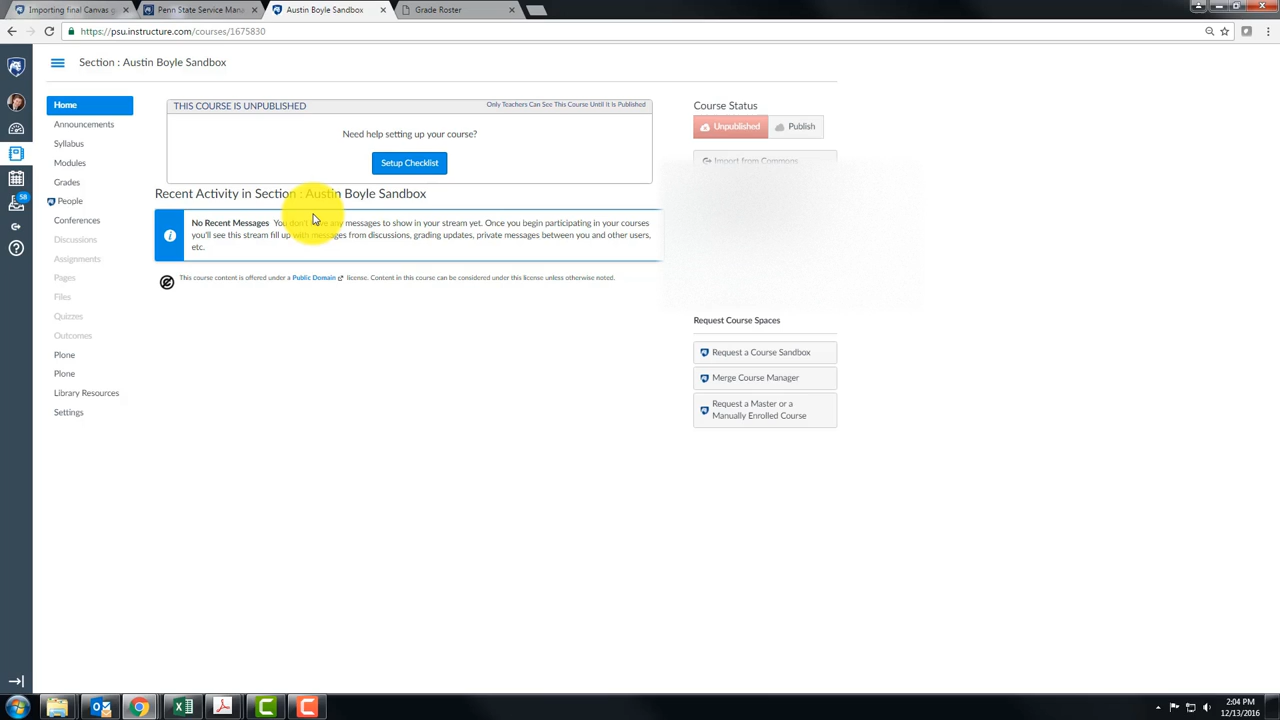 Importing final Canvas g
Penn State Service Mana
Austin Boyle Sandbox
Grade Roster
https://psu.instructure.com/courses/1675830
Section : Austin Boyle Sandbox
Home
Announcements
Syllabus
Modules
Grades
People
Conferences
Discussions
Assignments
Pages
Files
Quizzes
Outcomes
Plone
Plone
Library Resources
Settings
58
THIS COURSE IS UNPUBLISHED
Only Teachers Can See This Course Until It Is Published
Need help setting up your course?
Setup Checklist
Recent Activity in Section : Austin Boyle Sandbox
No Recent Messages You don't have any messages to show in your stream yet. Once you begin participating in your courses
you'll see this stream fill up with messages from discussions, grading updates, private messages between you and other users,
etc.
This course content is offered under a Public Domain license. Content in this course can be considered under this license unless otherwise noted.
Course Status
Unpublished
Publish
Import from Commons
Request Course Spaces
Request a Course Sandbox
Merge Course Manager
Request a Master or a
Manually Enrolled Course
2:04 PM
12/13/2016